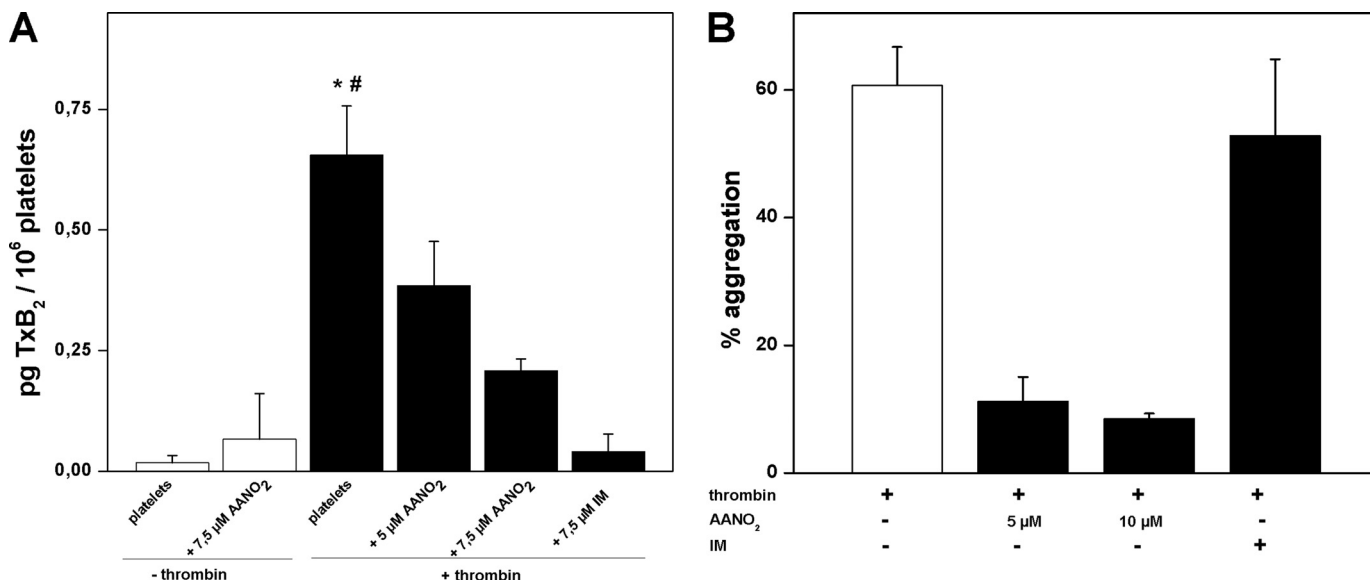 A
pg TxB₂ / 10⁶ platelets
0,75
0,50
0,25
0,00
* #
platelets
+ 7,5 µM AANO₂
platelets
+ 5 µM AANO₂
+ 7,5 µM AANO₂
+ 7,5 µM IM
- thrombin
+ thrombin
B
% aggregation
60
40
20
0
thrombin + + + +
AANO₂ - 5 µM 10 µM -
IM - - - +